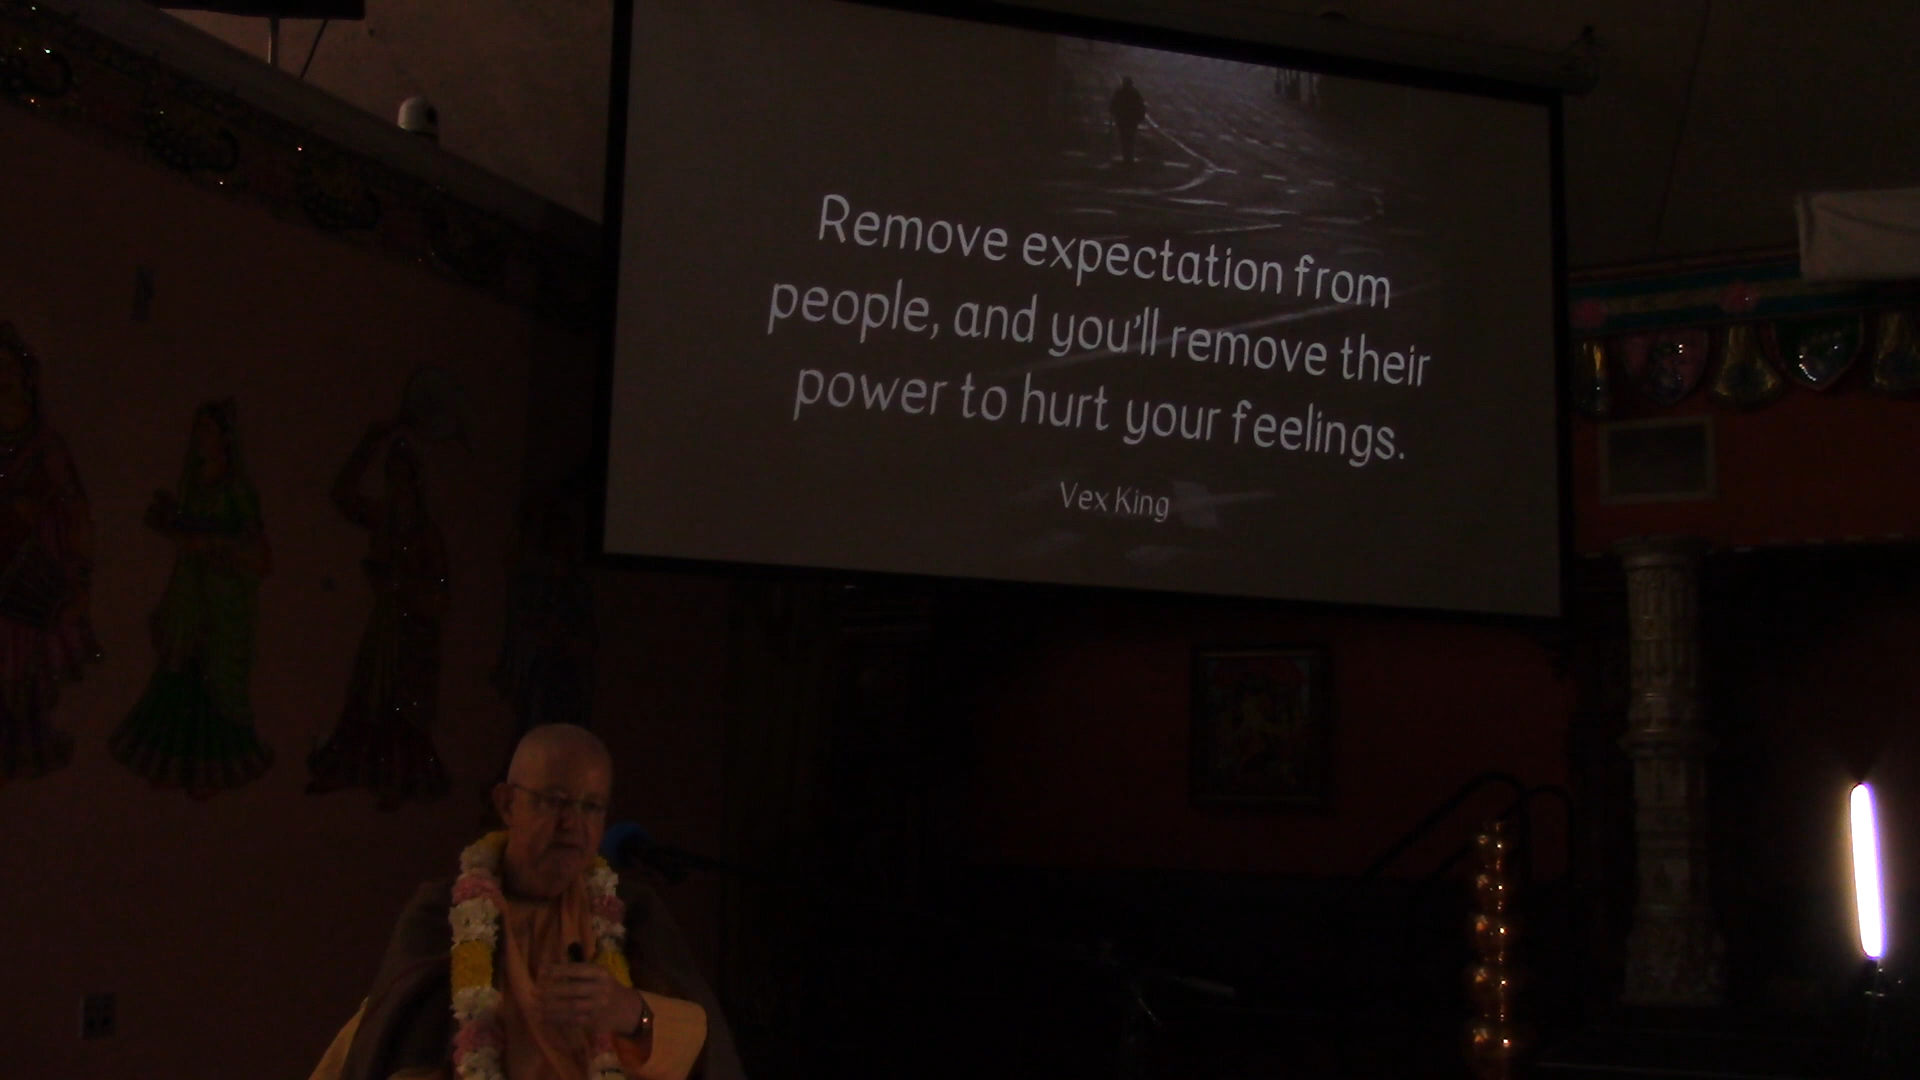 Remove expectation from
people, and you'll remove their
power to hurt your feelings.
Vex King